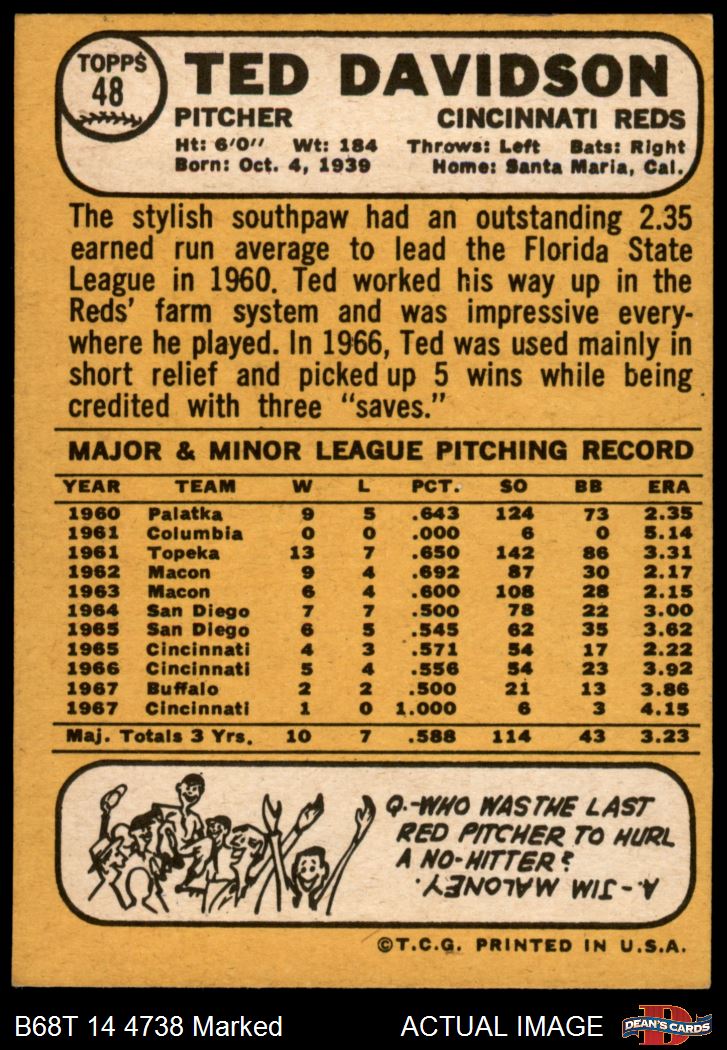 TOPPS
48
TED DAVIDSON
PITCHER CINCINNATI REDS
Ht: 6'0" Wt: 184 Throws: Left Bats: Right
Born: Oct. 4, 1939 Home: Santa Maria, Cal.
The stylish southpaw had an outstanding 2.35
earned run average to lead the Florida State
League in 1960. Ted worked his way up in the
Reds' farm system and was impressive every-
where he played. In 1966, Ted was used mainly in
short relief and picked up 5 wins while being
credited with three "saves."
MAJOR & MINOR LEAGUE PITCHING RECORD
YEAR TEAM W L PCT. SO BB ERA
1960 Palatka 9 5 .643 124 73 2.35
1961 Columbia 0 0 .000 6 0 5.14
1961 Topeka 13 7 .650 142 86 3.31
1962 Macon 9 4 .692 87 30 2.17
1963 Macon 6 4 .600 108 28 2.15
1964 San Diego 7 7 .500 78 22 3.00
1965 San Diego 6 5 .545 62 35 3.62
1965 Cincinnati 4 3 .571 54 17 2.22
1966 Cincinnati 5 4 .556 54 23 3.92
1967 Buffalo 2 2 .500 21 13 3.86
1967 Cincinnati 1 0 1.000 6 3 4.15
Maj. Totals 3 Yrs. 10 7 .588 114 43 3.23
Q.-WHO WAS THE LAST
RED PITCHER TO HURL
A NO-HITTER?
A.-JIM MALONEY.
©T.C.G. PRINTED IN U.S.A.
B68T 14 4738 Marked ACTUAL IMAGE
D
DEAN'S CARDS